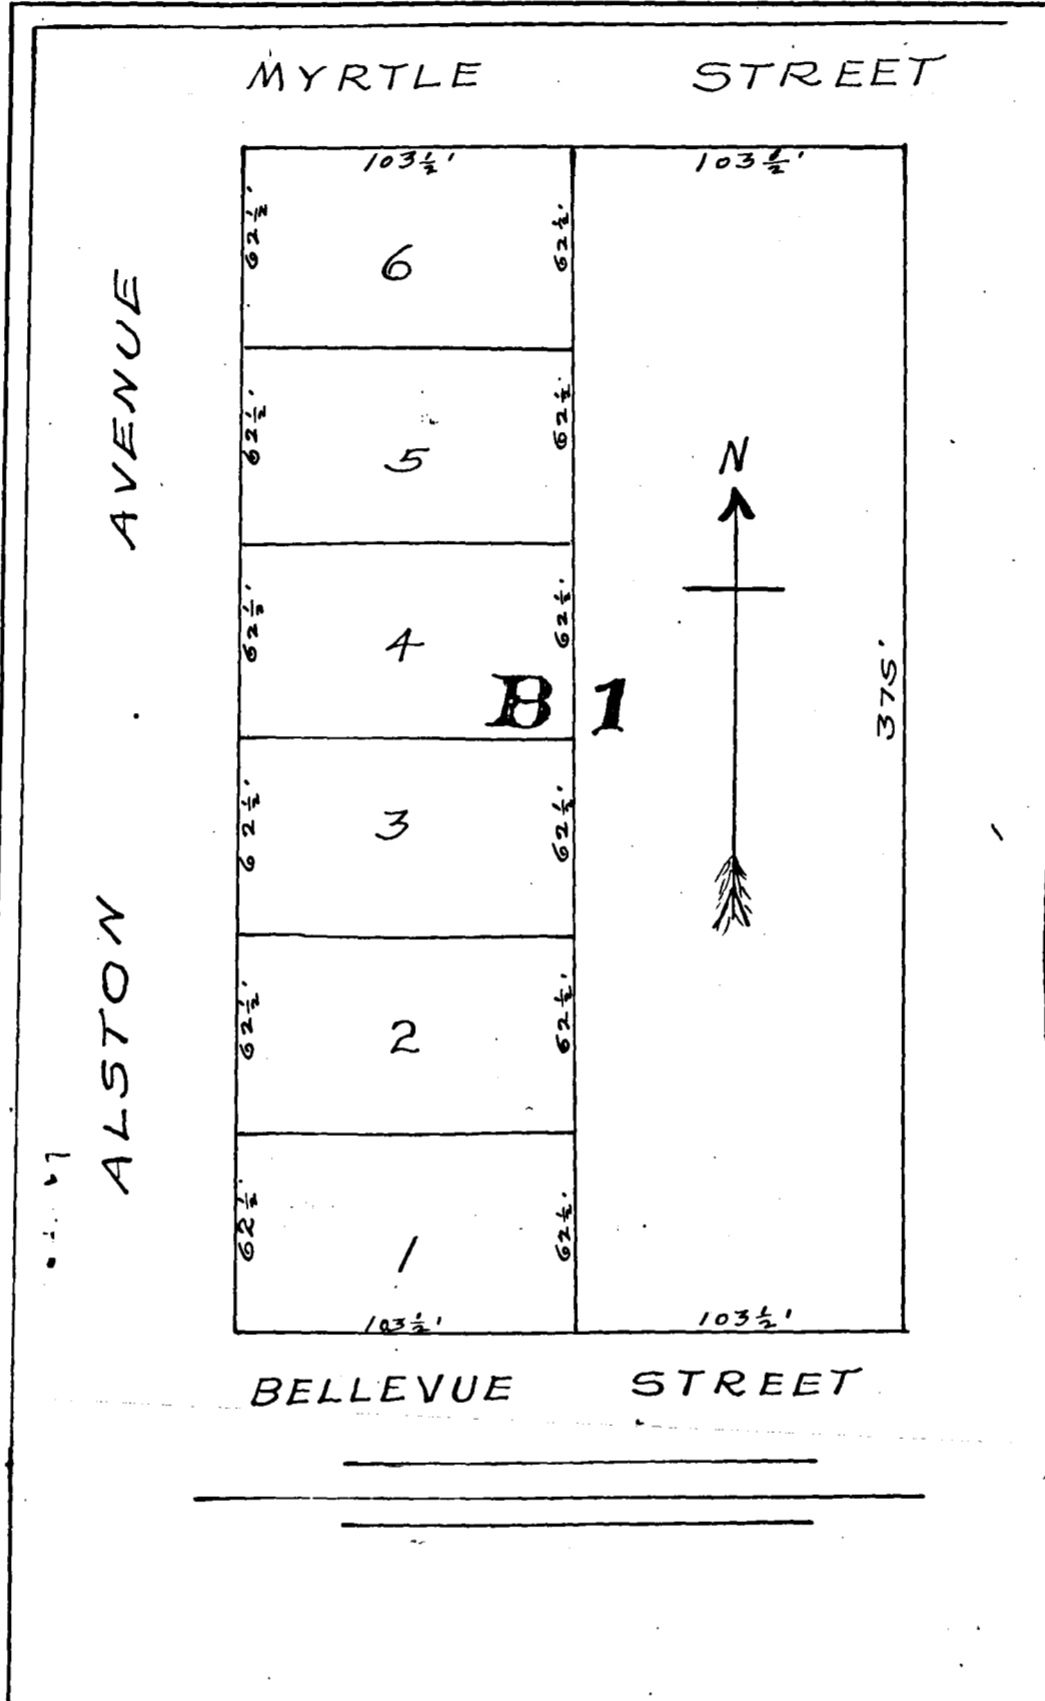 MYRTLE STREET
103½' 103½'
62½' 6 62½'
AVENUE
62½' 5 62½'
N
62½' 4 62½'
B 1
375'
62½' 3 62½'
ALSTON
62½' 2 62½'
62½' 1 62½'
103½' 103½'
BELLEVUE STREET